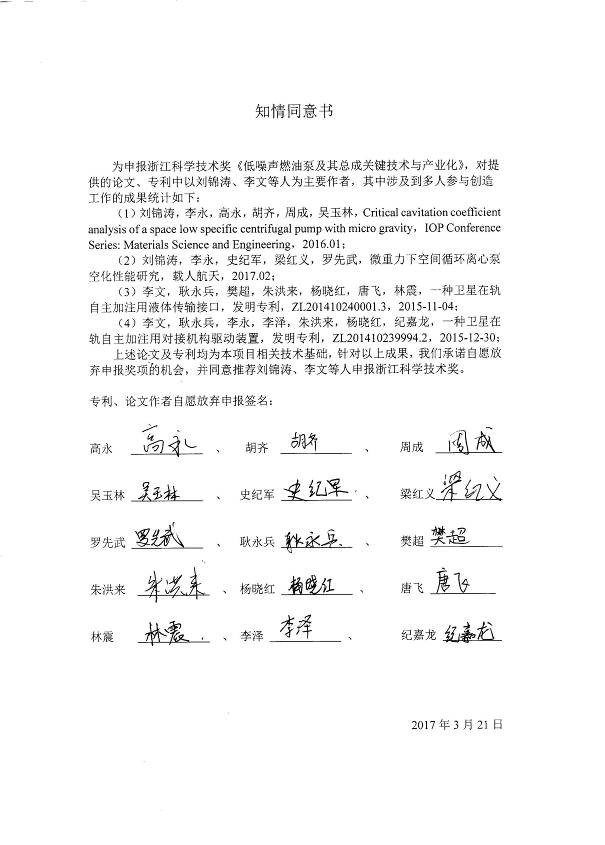 知情同意书
为申报浙江科学技术奖《低噪声燃油泵及其总成关键技术与产业化》，对提
供的论文、专利中以刘锦涛、李文等人为主要作者，其中涉及到多人参与创造
工作的成果统计如下：
（1）刘锦涛，李永，高永，胡齐，周成，吴玉林，Critical cavitation coefficient
analysis of a space low specific centrifugal pump with micro gravity，IOP Conference
Series: Materials Science and Engineering，2016.01；
（2）刘锦涛，李永，史纪军，梁红义，罗先武，微重力下空间循环离心泵
空化性能研究，载人航天，2017.02；
（3）李文，耿永兵，樊超，朱洪来，杨晓红，唐飞，林震，一种卫星在轨
自主加注用液体传输接口，发明专利，ZL201410240001.3，2015-11-04；
（4）李文，耿永兵，李永，李泽，朱洪来，杨晓红，纪嘉龙，一种卫星在
轨自主加注用对接机构驱动装置，发明专利，ZL201410239994.2，2015-12-30；
上述论文及专利均为本项目相关技术基础，针对以上成果，我们承诺自愿放
弃申报奖项的机会，并同意推荐刘锦涛、李文等人申报浙江科学技术奖。
专利、论文作者自愿放弃申报签名：
高永 高永 、 胡齐 胡齐 、 周成 周成
吴玉林 吴玉林 、 史纪军 史纪军 、 梁红义 梁红义
罗先武 罗先武 、 耿永兵 耿永兵 、 樊超 樊超
朱洪来 朱洪来 、 杨晓红 杨晓红 、 唐飞 唐飞
林震 林震 、 李泽 李泽 、 纪嘉龙 纪嘉龙
2017 年 3 月 21 日